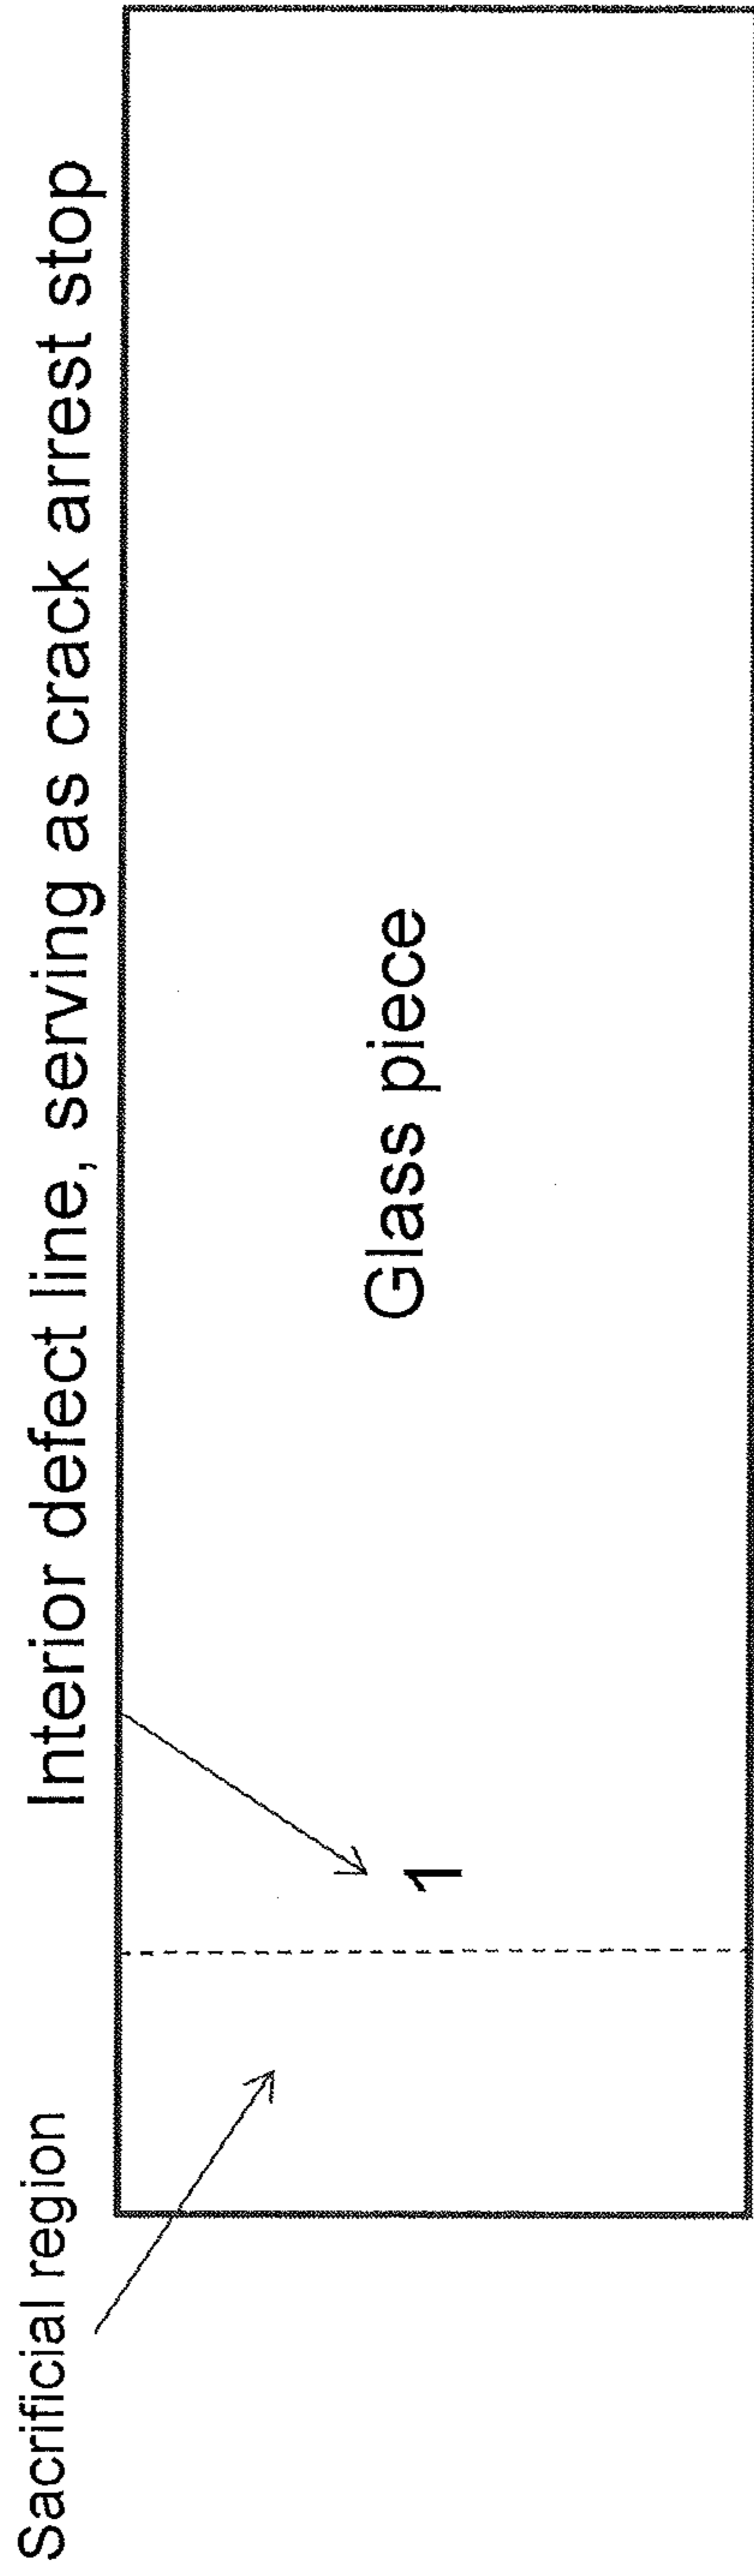 Sacrificial region
Interior defect line, serving as crack arrest stop
1
Glass piece